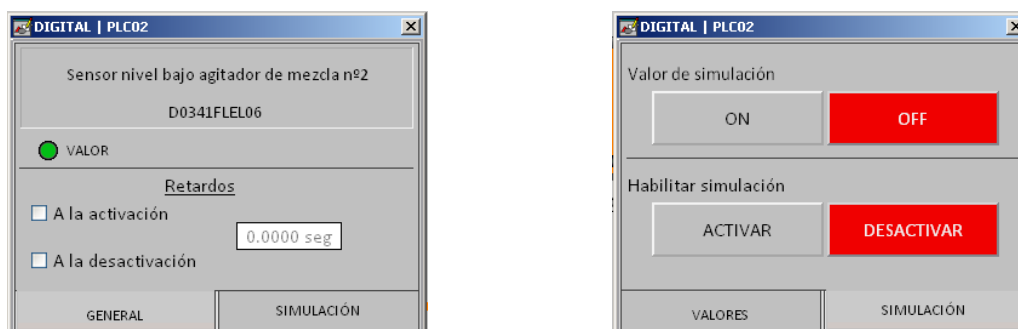 DIGITAL | PLC02
Sensor nivel bajo agitador de mezcla nº2
D0341FLEL06
VALOR
Retardos
A la activación
0.0000 seg
A la desactivación
GENERAL
SIMULACIÓN
DIGITAL | PLC02
Valor de simulación
ON
OFF
Habilitar simulación
ACTIVAR
DESACTIVAR
VALORES
SIMULACIÓN